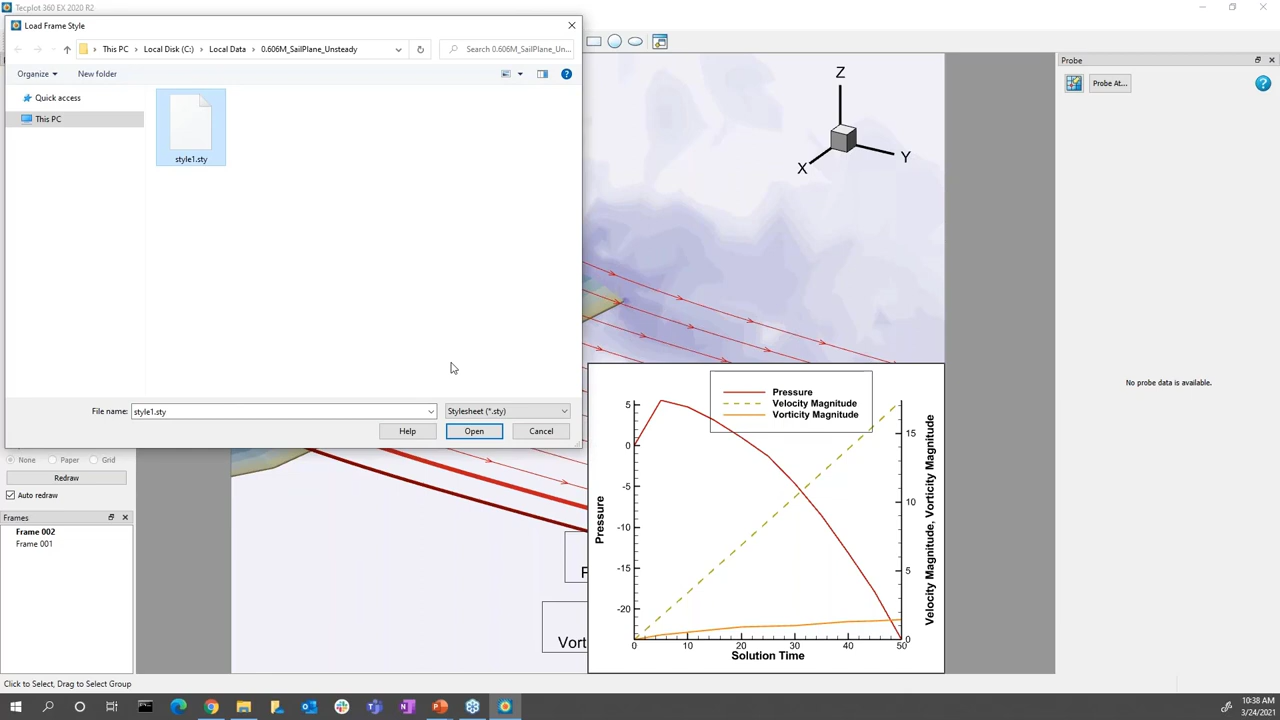 Tecplot 360 EX 2020 R2
Load Frame Style
This PC
Local Disk (C:)
Local Data
0.606M_SailPlane_Unsteady
Search 0.606M_SailPlane_Un...
Organize
New folder
Quick access
This PC
style1.sty
File name:
style1.sty
Stylesheet (*.sty)
Help
Open
Cancel
None
Paper
Grid
Redraw
Auto redraw
Frames
Frame 002
Frame 001
Z
X
Y
Probe
Probe At...
No probe data is available.
Vort
Pressure
Velocity Magnitude
Vorticity Magnitude
5
0
-5
-10
-15
-20
Pressure
15
10
5
0
Velocity Magnitude, Vorticity Magnitude
0
10
20
30
40
50
Solution Time
Click to Select, Drag to Select Group
10:38 AM
3/24/2021